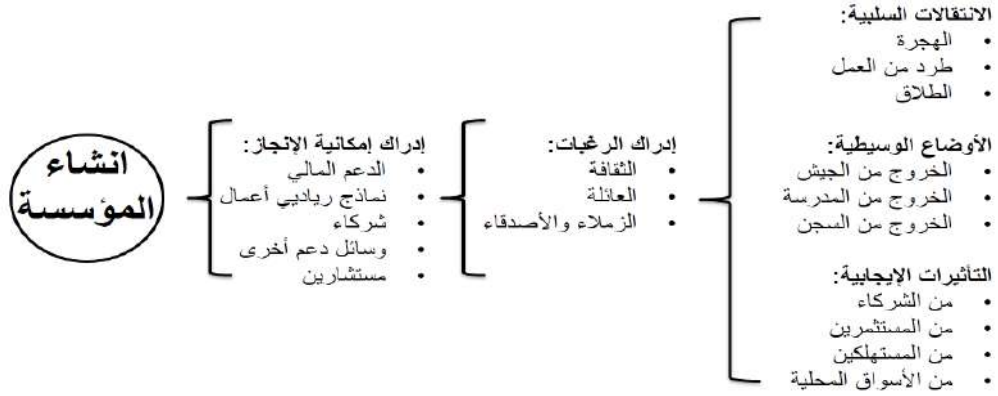 الانتقالات السلبية:
• الهجرة
• طرد من العمل
• الطلاق
الأوضاع الوسيطية:
• الخروج من الجيش
• الخروج من المدرسة
• الخروج من السجن
التأثيرات الإيجابية:
• من الشركاء
• من المستثمرين
• من المستهلكين
• من الأسواق المحلية
إدراك الرغبات:
• الثقافة
• العائلة
• الزملاء والأصدقاء
إدراك إمكانية الإنجاز:
• الدعم المالي
• نماذج رياديي أعمال
• شركاء
• وسائل دعم أخرى
• مستشارين
انشاء
المؤسسة